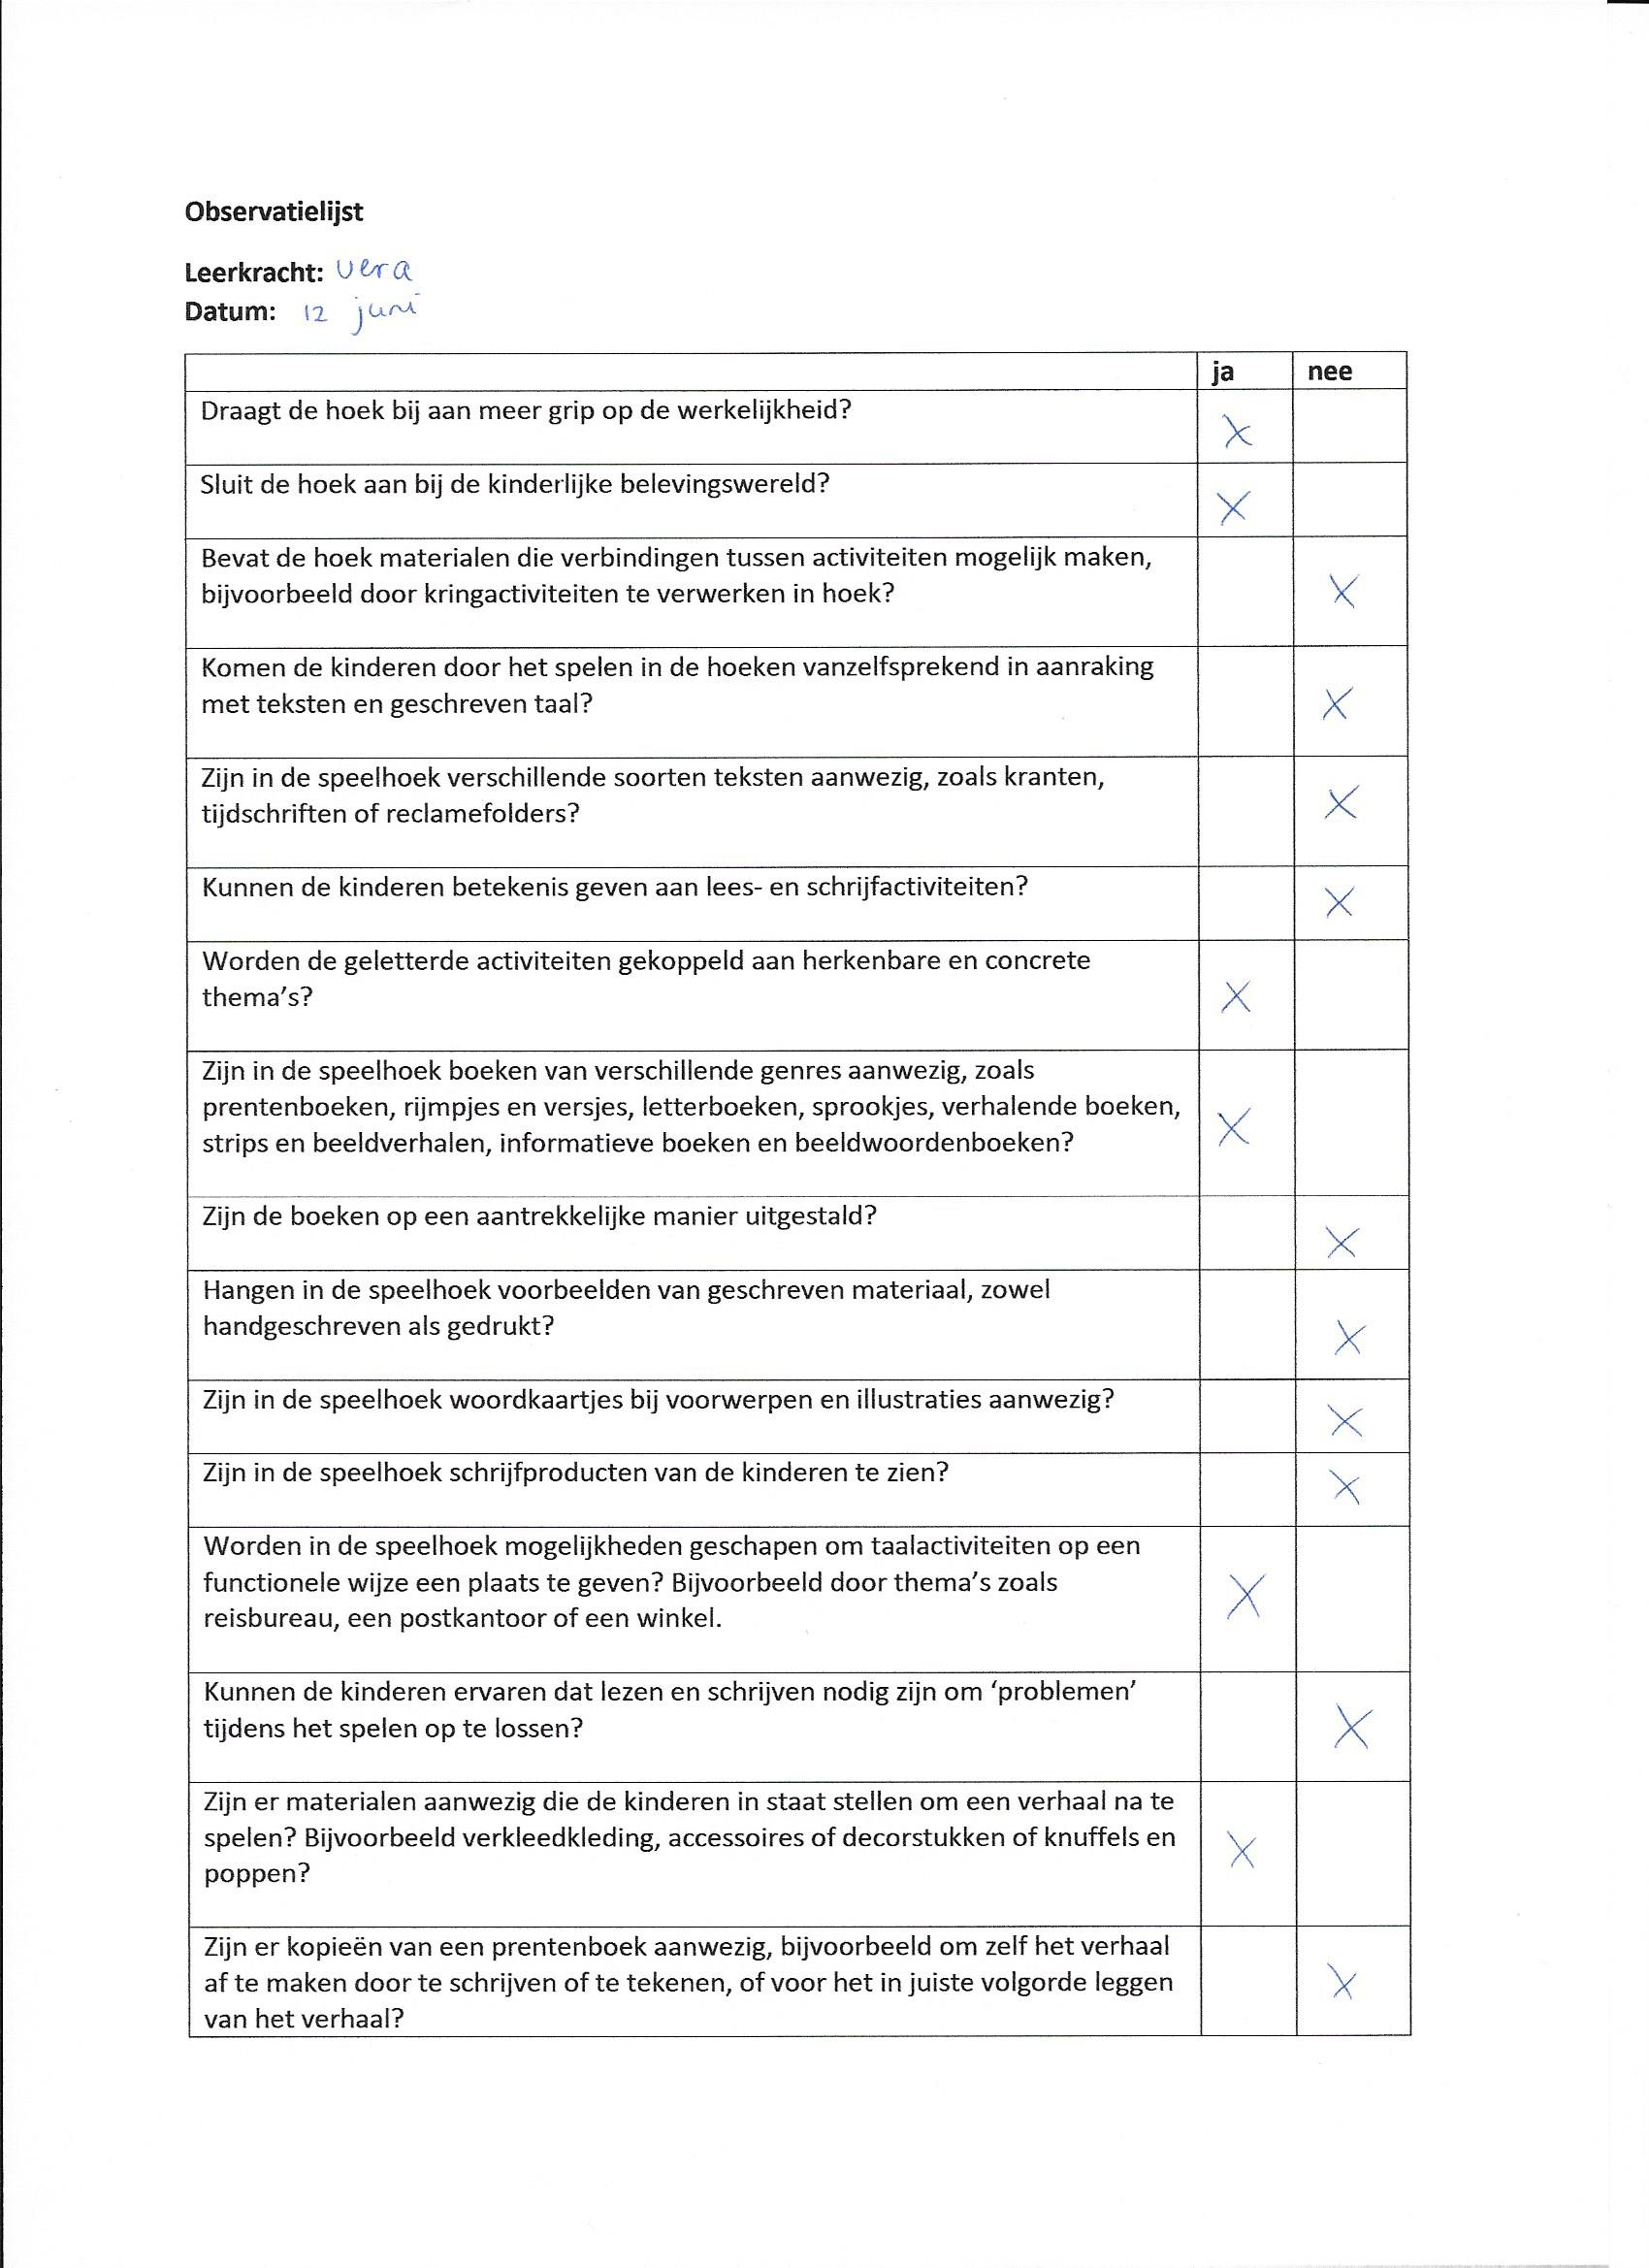 Observatielijst
Leerkracht: Vera
Datum: 12 juni
ja nee
Draagt de hoek bij aan meer grip op de werkelijkheid? X
Sluit de hoek aan bij de kinderlijke belevingswereld? X
Bevat de hoek materialen die verbindingen tussen activiteiten mogelijk maken,
bijvoorbeeld door kringactiviteiten te verwerken in hoek? X
Komen de kinderen door het spelen in de hoeken vanzelfsprekend in aanraking
met teksten en geschreven taal? X
Zijn in de speelhoek verschillende soorten teksten aanwezig, zoals kranten,
tijdschriften of reclamefolders? X
Kunnen de kinderen betekenis geven aan lees- en schrijfactiviteiten? X
Worden de geletterde activiteiten gekoppeld aan herkenbare en concrete
thema's? X
Zijn in de speelhoek boeken van verschillende genres aanwezig, zoals
prentenboeken, rijmpjes en versjes, letterboeken, sprookjes, verhalende boeken, X
strips en beeldverhalen, informatieve boeken en beeldwoordenboeken?
Zijn de boeken op een aantrekkelijke manier uitgestald? X
Hangen in de speelhoek voorbeelden van geschreven materiaal, zowel
handgeschreven als gedrukt? X
Zijn in de speelhoek woordkaartjes bij voorwerpen en illustraties aanwezig? X
Zijn in de speelhoek schrijfproducten van de kinderen te zien? X
Worden in de speelhoek mogelijkheden geschapen om taalactiviteiten op een
functionele wijze een plaats te geven? Bijvoorbeeld door thema's zoals X
reisbureau, een postkantoor of een winkel.
Kunnen de kinderen ervaren dat lezen en schrijven nodig zijn om 'problemen'
tijdens het spelen op te lossen? X
Zijn er materialen aanwezig die de kinderen in staat stellen om een verhaal na te
spelen? Bijvoorbeeld verkleedkleding, accessoires of decorstukken of knuffels en X
poppen?
Zijn er kopieën van een prentenboek aanwezig, bijvoorbeeld om zelf het verhaal
af te maken door te schrijven of te tekenen, of voor het in juiste volgorde leggen X
van het verhaal?